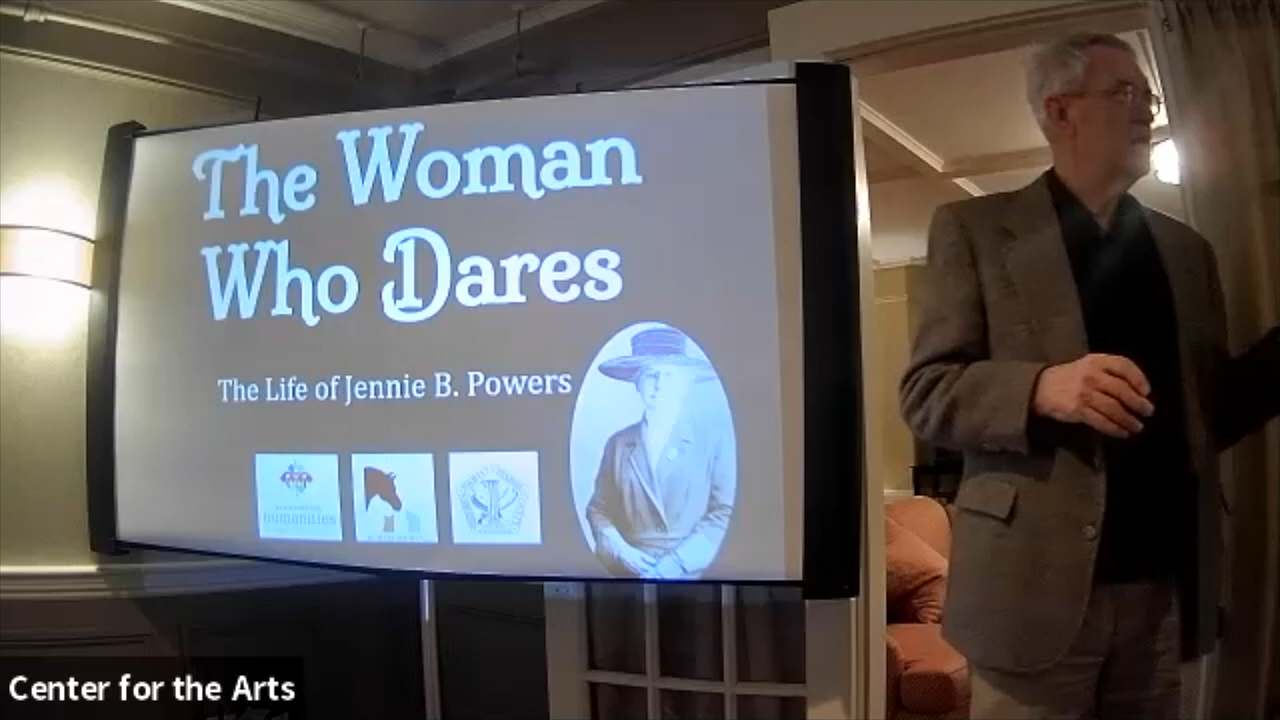 The Woman
Who Dares
The Life of Jennie B. Powers
humanities
Center for the Arts